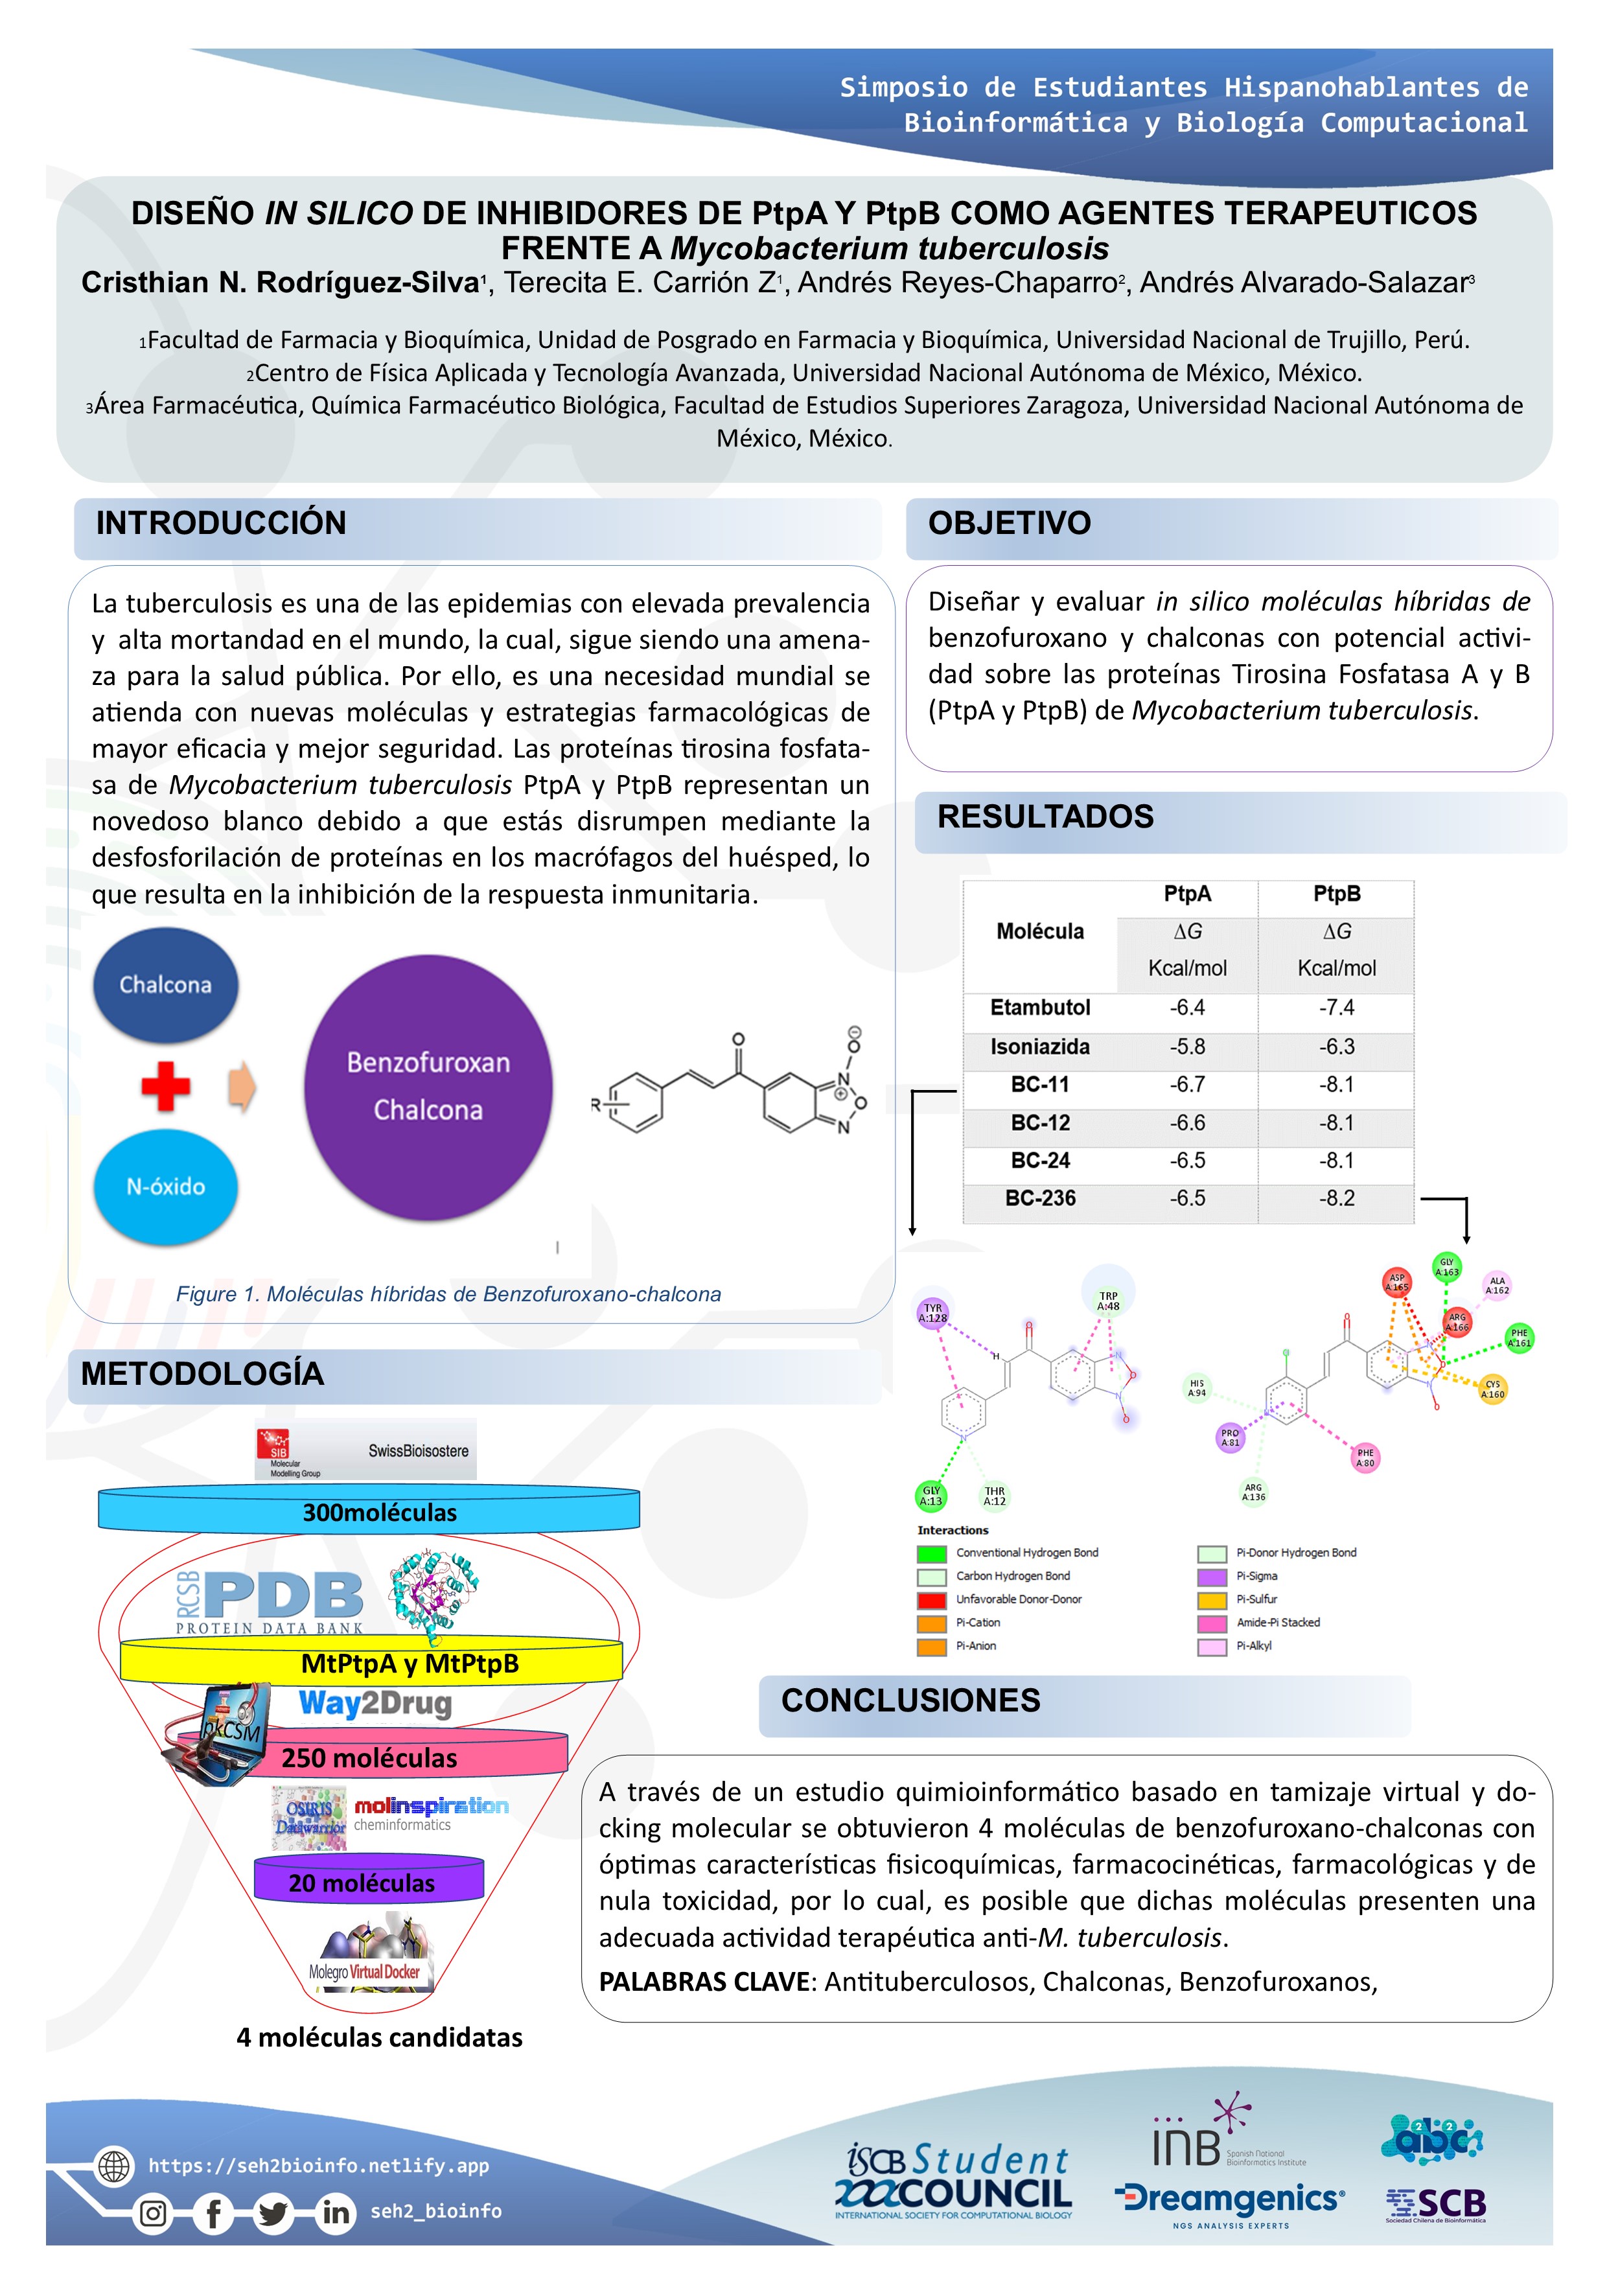 Simposio de Estudiantes Hispanohablantes de
Bioinformática y Biología Computacional
DISEÑO IN SILICO DE INHIBIDORES DE PtpA Y PtpB COMO AGENTES TERAPEUTICOS
FRENTE A Mycobacterium tuberculosis
Cristhian N. Rodríguez-Silva¹, Terecita E. Carrión Z¹, Andrés Reyes-Chaparro², Andrés Alvarado-Salazar³
1Facultad de Farmacia y Bioquímica, Unidad de Posgrado en Farmacia y Bioquímica, Universidad Nacional de Trujillo, Perú.
2Centro de Física Aplicada y Tecnología Avanzada, Universidad Nacional Autónoma de México, México.
3Área Farmacéutica, Química Farmacéutico Biológica, Facultad de Estudios Superiores Zaragoza, Universidad Nacional Autónoma de
México, México.
INTRODUCCIÓN
La tuberculosis es una de las epidemias con elevada prevalencia
y alta mortandad en el mundo, la cual, sigue siendo una amena-
za para la salud pública. Por ello, es una necesidad mundial se
atienda con nuevas moléculas y estrategias farmacológicas de
mayor eficacia y mejor seguridad. Las proteínas tirosina fosfata-
sa de Mycobacterium tuberculosis PtpA y PtpB representan un
novedoso blanco debido a que estás disrumpen mediante la
desfosforilación de proteínas en los macrófagos del huésped, lo
que resulta en la inhibición de la respuesta inmunitaria.
Chalcona
N-óxido
Benzofuroxan
Chalcona
R
O
O
N
O
N
Figure 1. Moléculas híbridas de Benzofuroxano-chalcona
METODOLOGÍA
SIB
Molecular
Modelling Group
SwissBioisostere
300moléculas
RCSB
PDB
PROTEIN DATA BANK
MtPtpA y MtPtpB
Way2Drug
pkCSM
250 moléculas
OSIRIS
DataWarrior
molinspiration
cheminformatics
20 moléculas
Molegro Virtual Docker
4 moléculas candidatas
OBJETIVO
Diseñar y evaluar in silico moléculas híbridas de
benzofuroxano y chalconas con potencial activi-
dad sobre las proteínas Tirosina Fosfatasa A y B
(PtpA y PtpB) de Mycobacterium tuberculosis.
RESULTADOS
Molécula PtpA PtpB
ΔG ΔG
Kcal/mol Kcal/mol
Etambutol -6.4 -7.4
Isoniazida -5.8 -6.3
BC-11 -6.7 -8.1
BC-12 -6.6 -8.1
BC-24 -6.5 -8.1
BC-236 -6.5 -8.2
TYR
A:128
TRP
A:48
GLY
A:13
THR
A:12
ASP
A:165
GLY
A:163
ALA
A:162
ARG
A:166
PHE
A:161
CYS
A:160
HIS
A:94
PRO
A:81
PHE
A:80
ARG
A:136
Interactions
Conventional Hydrogen Bond
Carbon Hydrogen Bond
Unfavorable Donor-Donor
Pi-Cation
Pi-Anion
Pi-Donor Hydrogen Bond
Pi-Sigma
Pi-Sulfur
Amide-Pi Stacked
Pi-Alkyl
CONCLUSIONES
A través de un estudio quimioinformático basado en tamizaje virtual y do-
cking molecular se obtuvieron 4 moléculas de benzofuroxano-chalconas con
óptimas características fisicoquímicas, farmacocinéticas, farmacológicas y de
nula toxicidad, por lo cual, es posible que dichas moléculas presenten una
adecuada actividad terapéutica anti-M. tuberculosis.
PALABRAS CLAVE: Antituberculosos, Chalconas, Benzofuroxanos,
https://seh2bioinfo.netlify.app
seh2_bioinfo
iSCB Student
COUNCIL
INTERNATIONAL SOCIETY FOR COMPUTATIONAL BIOLOGY
INB
Spanish National
Bioinformatics Institute
Dreamgenics
NGS ANALYSIS EXPERTS
abc
SCB
Sociedad Chilena de Bioinformática